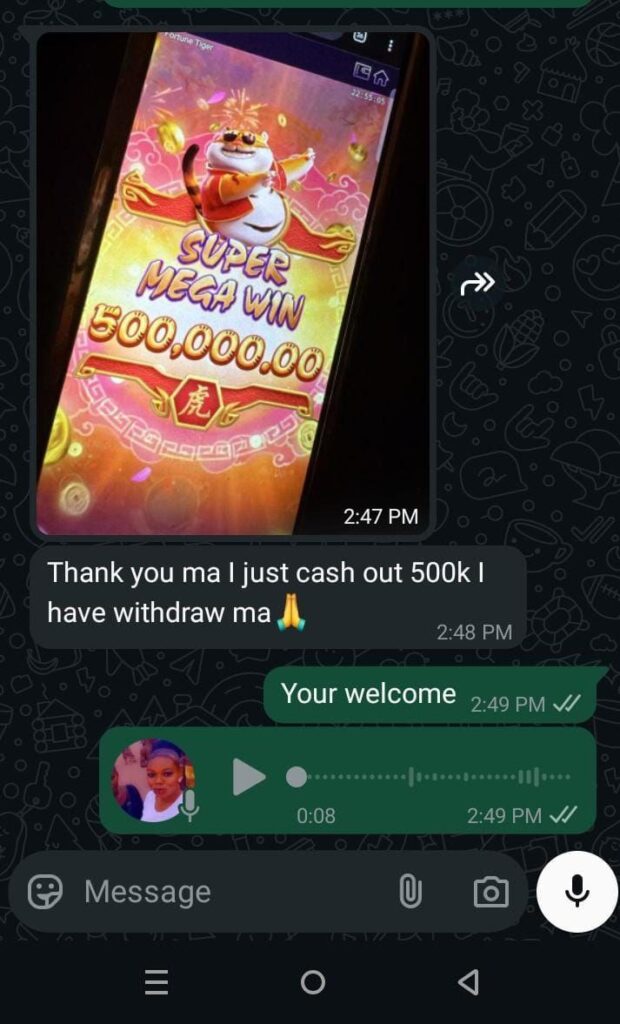 Fortune Tiger
22:55:05
SUPER
MEGA WIN
500,000.00
虎
2:47 PM
Thank you ma I just cash out 500k I
have withdraw ma🙏
2:48 PM
Your welcome
2:49 PM
0:08
2:49 PM
Message